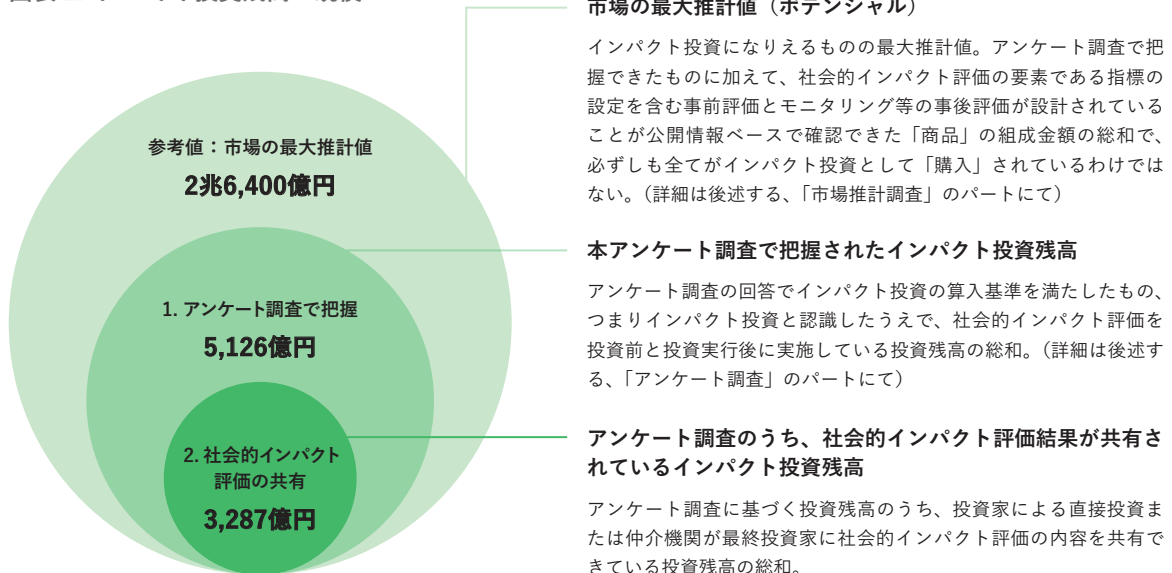 市場の最大推計値（ポテンシャル）
インパクト投資になりえるものの最大推計値。アンケート調査で把
握できたものに加えて、社会的インパクト評価の要素である指標の
設定を含む事前評価とモニタリング等の事後評価が設計されている
ことが公開情報ベースで確認できた「商品」の組成金額の総和で、
必ずしも全てがインパクト投資として「購入」されているわけでは
ない。（詳細は後述する、「市場推計調査」のパートにて）
参考値：市場の最大推計値
2兆6,400億円
本アンケート調査で把握されたインパクト投資残高
アンケート調査の回答でインパクト投資の算入基準を満たしたもの、
つまりインパクト投資と認識したうえで、社会的インパクト評価を
投資前と投資実行後に実施している投資残高の総和。（詳細は後述す
る、「アンケート調査」のパートにて）
1. アンケート調査で把握
5,126億円
アンケート調査のうち、社会的インパクト評価結果が共有さ
れているインパクト投資残高
アンケート調査に基づく投資残高のうち、投資家による直接投資ま
たは仲介機関が最終投資家に社会的インパクト評価の内容を共有で
きている投資残高の総和。
2. 社会的インパクト
評価の共有
3,287億円